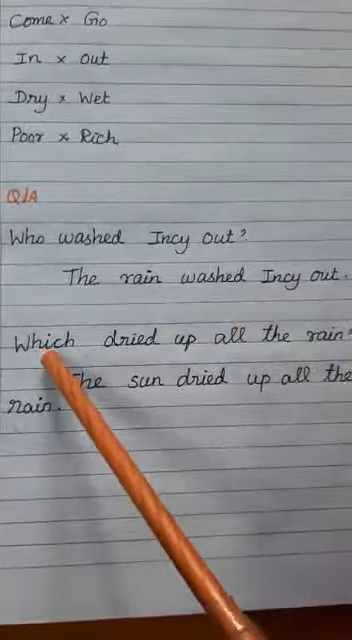 Come x Go
In x out
Dry x Wet
Poor x Rich
Q/A
Who washed Incy out?
The rain washed Incy out.
Which dried up all the rain?
The sun dried up all the
rain.